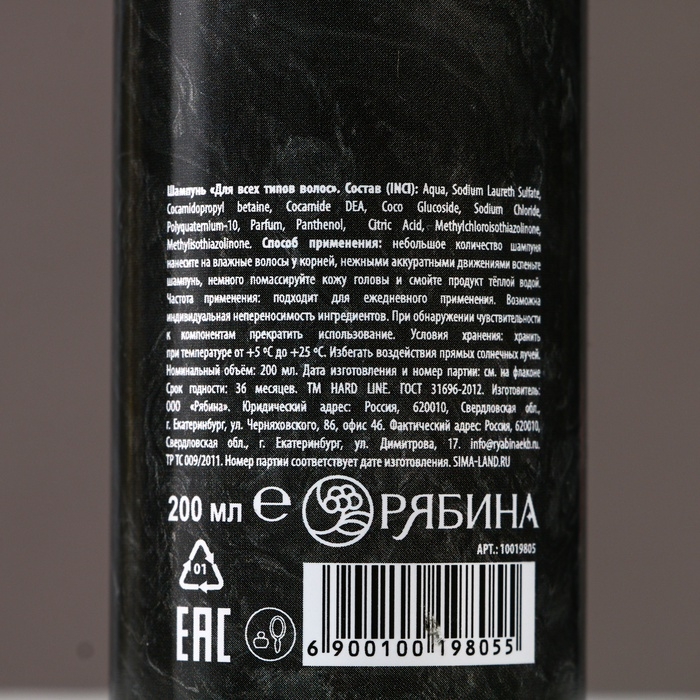 Шампунь «Для всех типов волос». Состав (INCI): Aqua, Sodium Laureth Sulfate,
Cocamidopropyl betaine, Cocamide DEA, Coco Glucoside, Sodium Chloride,
Polyquaternium-10, Parfum, Panthenol, Citric Acid, Methylchloroisothiazolinone,
Methylisothiazolinone. Способ применения: небольшое количество шампуня
нанесите на влажные волосы у корней, нежными аккуратными движениями вспеньте
шампунь, немного помассируйте кожу головы и смойте продукт тёплой водой.
Частота применения: подходит для ежедневного применения. Возможна
индивидуальная непереносимость ингредиентов. При обнаружении чувствительности
к компонентам прекратить использование. Условия хранения: хранить
при температуре от +5 ºС до +25 ºС. Избегать воздействия прямых солнечных лучей.
Номинальный объём: 200 мл. Дата изготовления и номер партии: см. на флаконе
Срок годности: 36 месяцев. ТМ HARD LINE. ГОСТ 31696-2012. Изготовитель:
ООО «Рябина». Юридический адрес: Россия, 620010, Свердловская обл.,
г. Екатеринбург, ул. Черняховского, 86, офис 46. Фактический адрес: Россия, 620010,
Свердловская обл., г. Екатеринбург, ул. Димитрова, 17. info@ryabinaekb.ru.
ТР ТС 009/2011. Номер партии соответствует дате изготовления. SIMA-LAND.RU
200 мл e РЯБИНА
АРТ.: 10019805
01
EAC
6 900100 198055